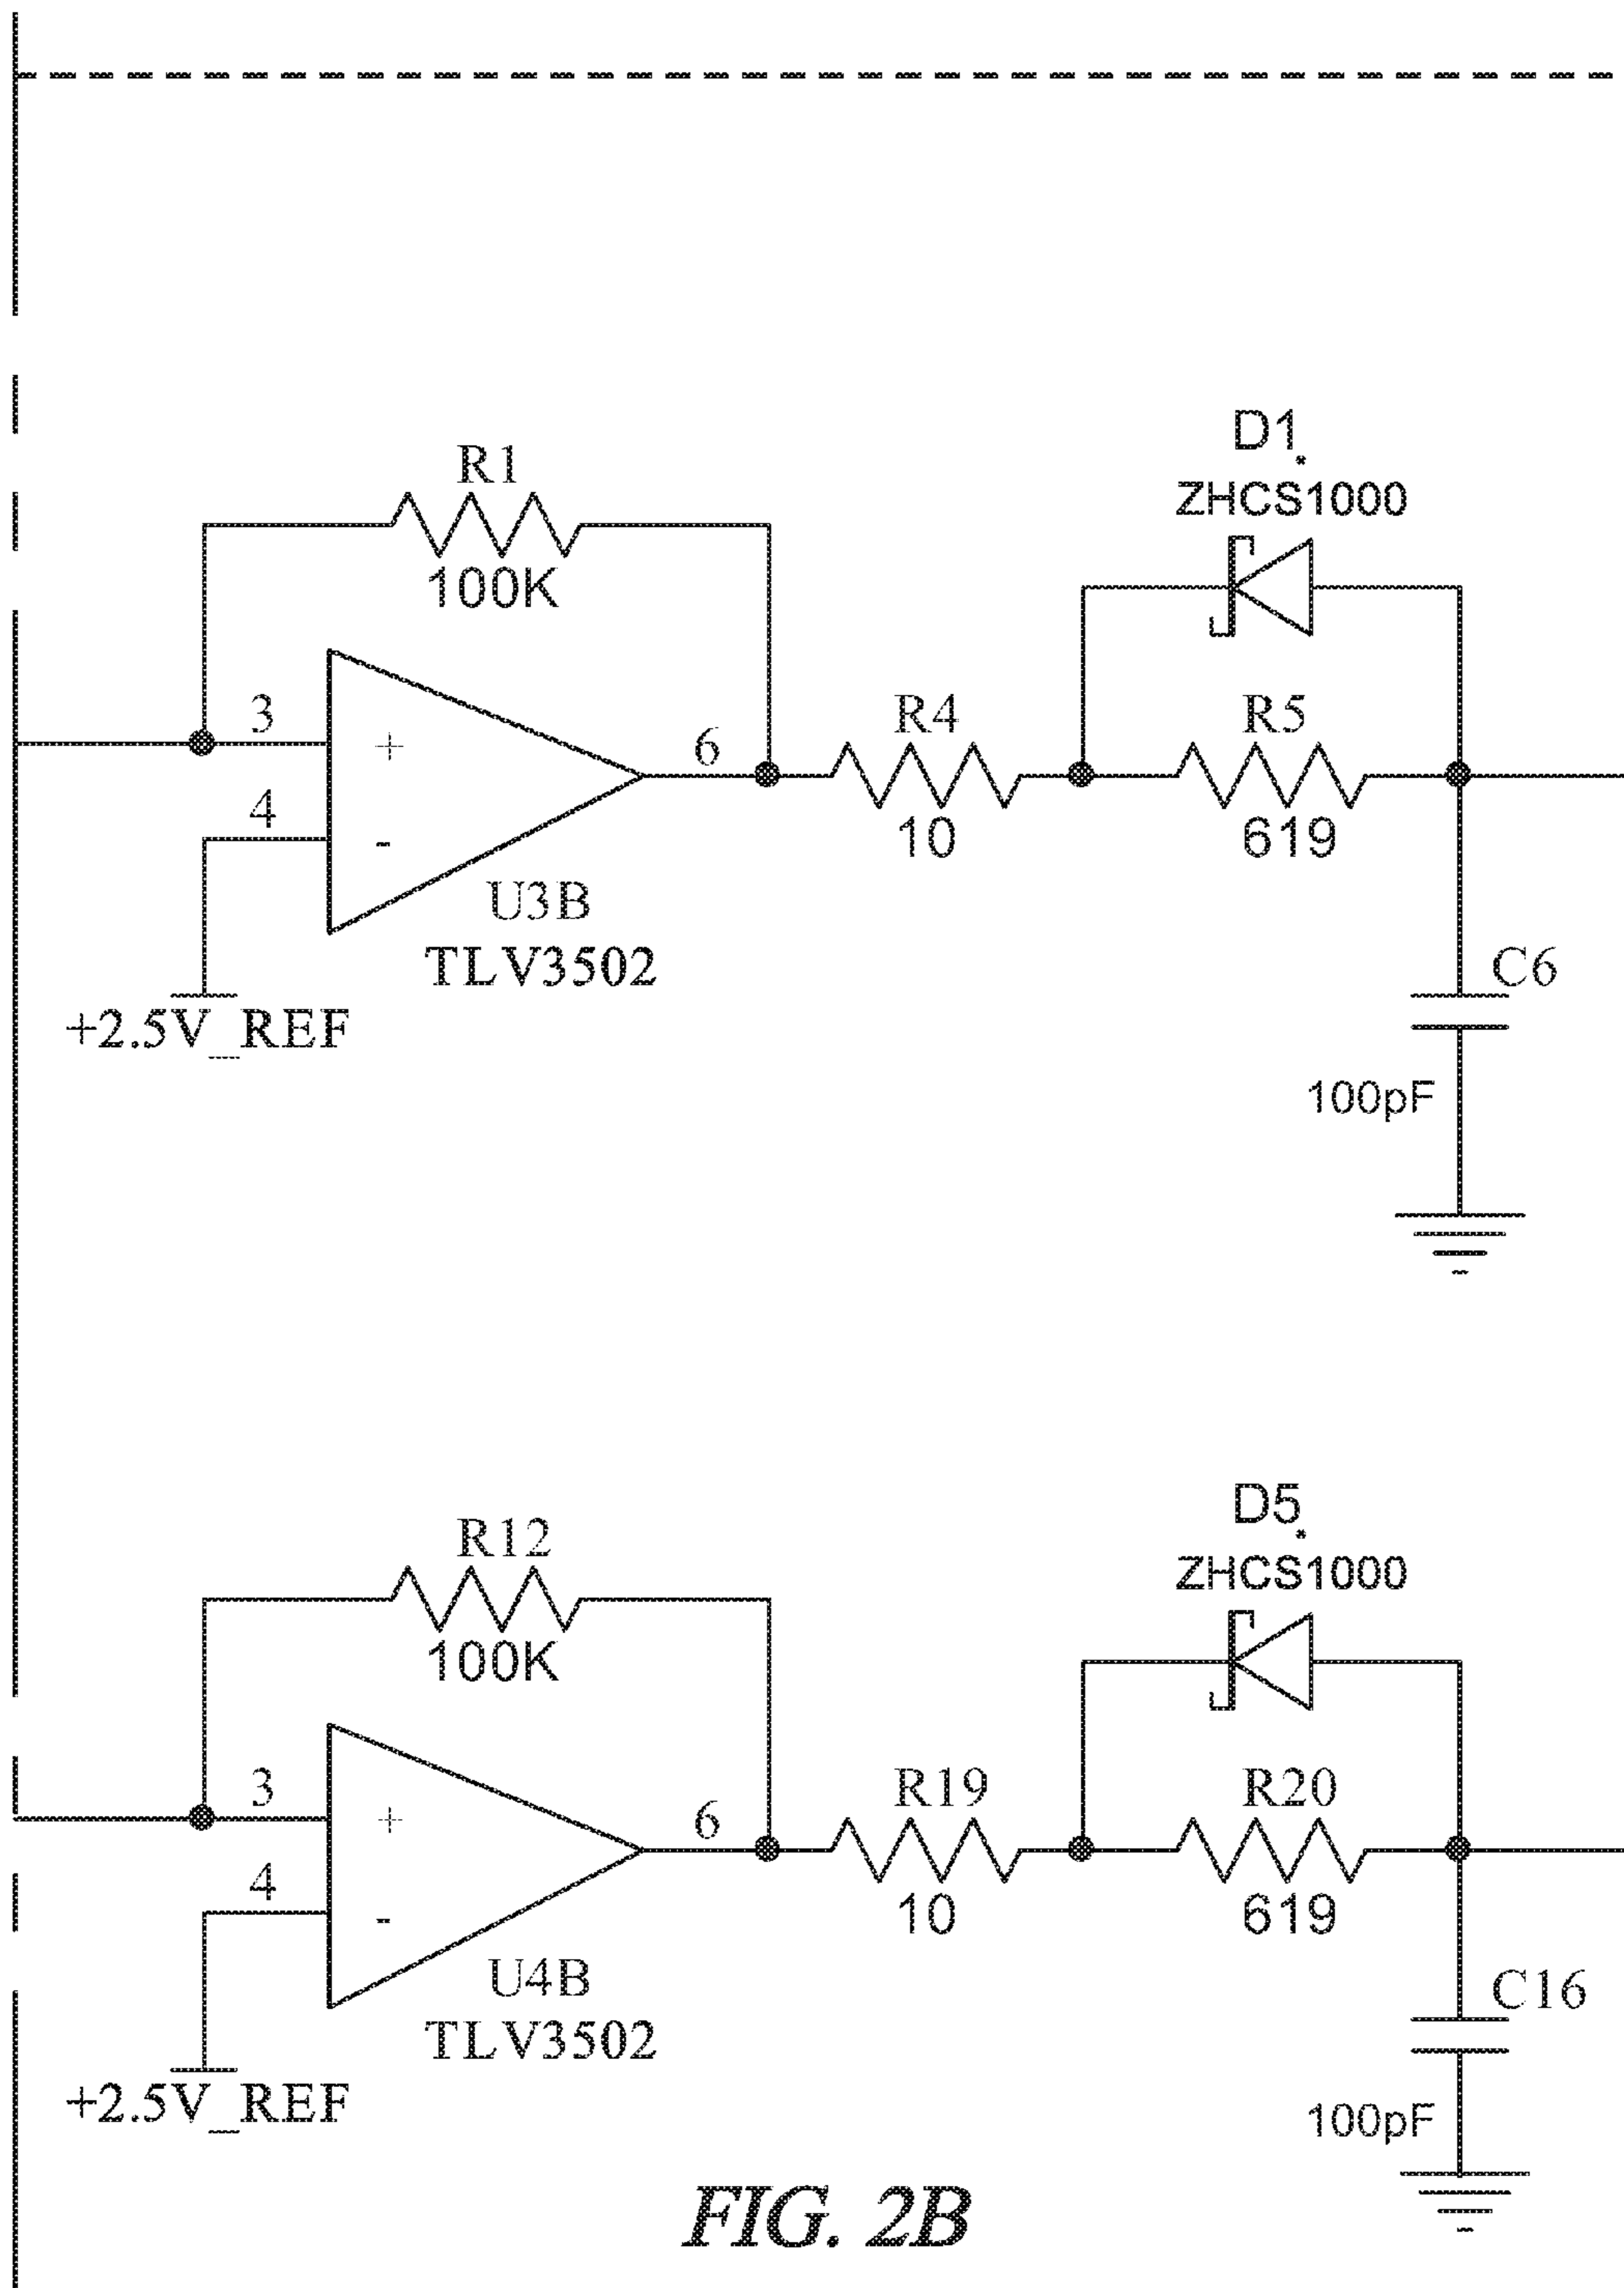 D1
ZHCS1000
R1
100K
3
+
4
-
6
R4
10
R5
619
U3B
TLV3502
+2.5V_REF
C6
100pF
D5
ZHCS1000
R12
100K
3
+
4
-
6
R19
10
R20
619
U4B
TLV3502
+2.5V_REF
C16
100pF
FIG. 2B